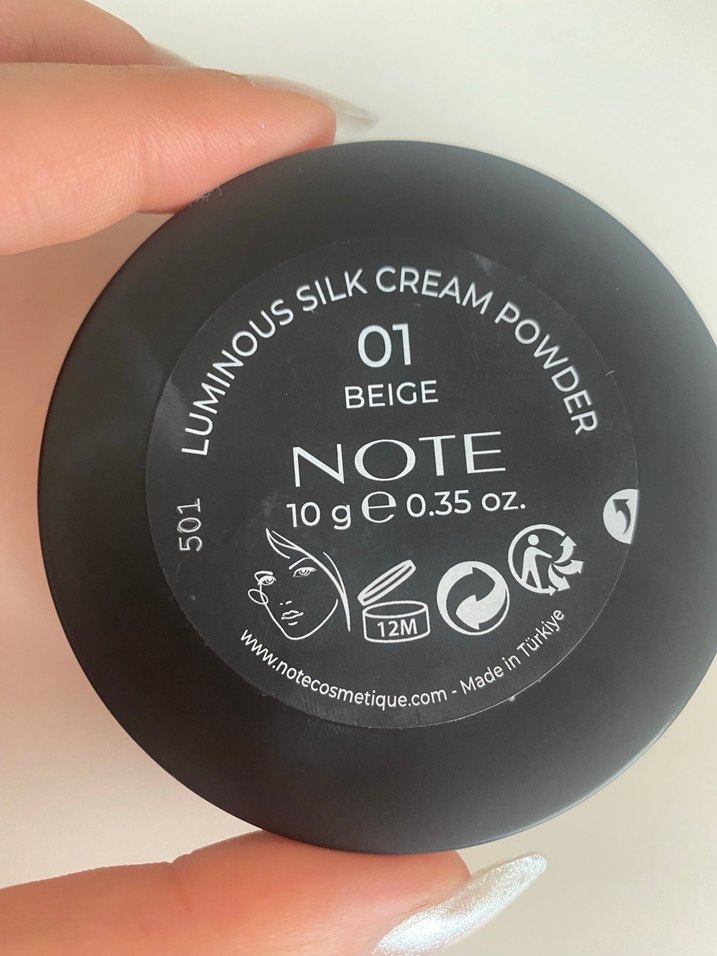 LUMINOUS SILK CREAM POWDER
01
BEIGE
NOTE
10 g e 0.35 oz.
501
12M
www.notecosmetique.com - Made in Türkiye